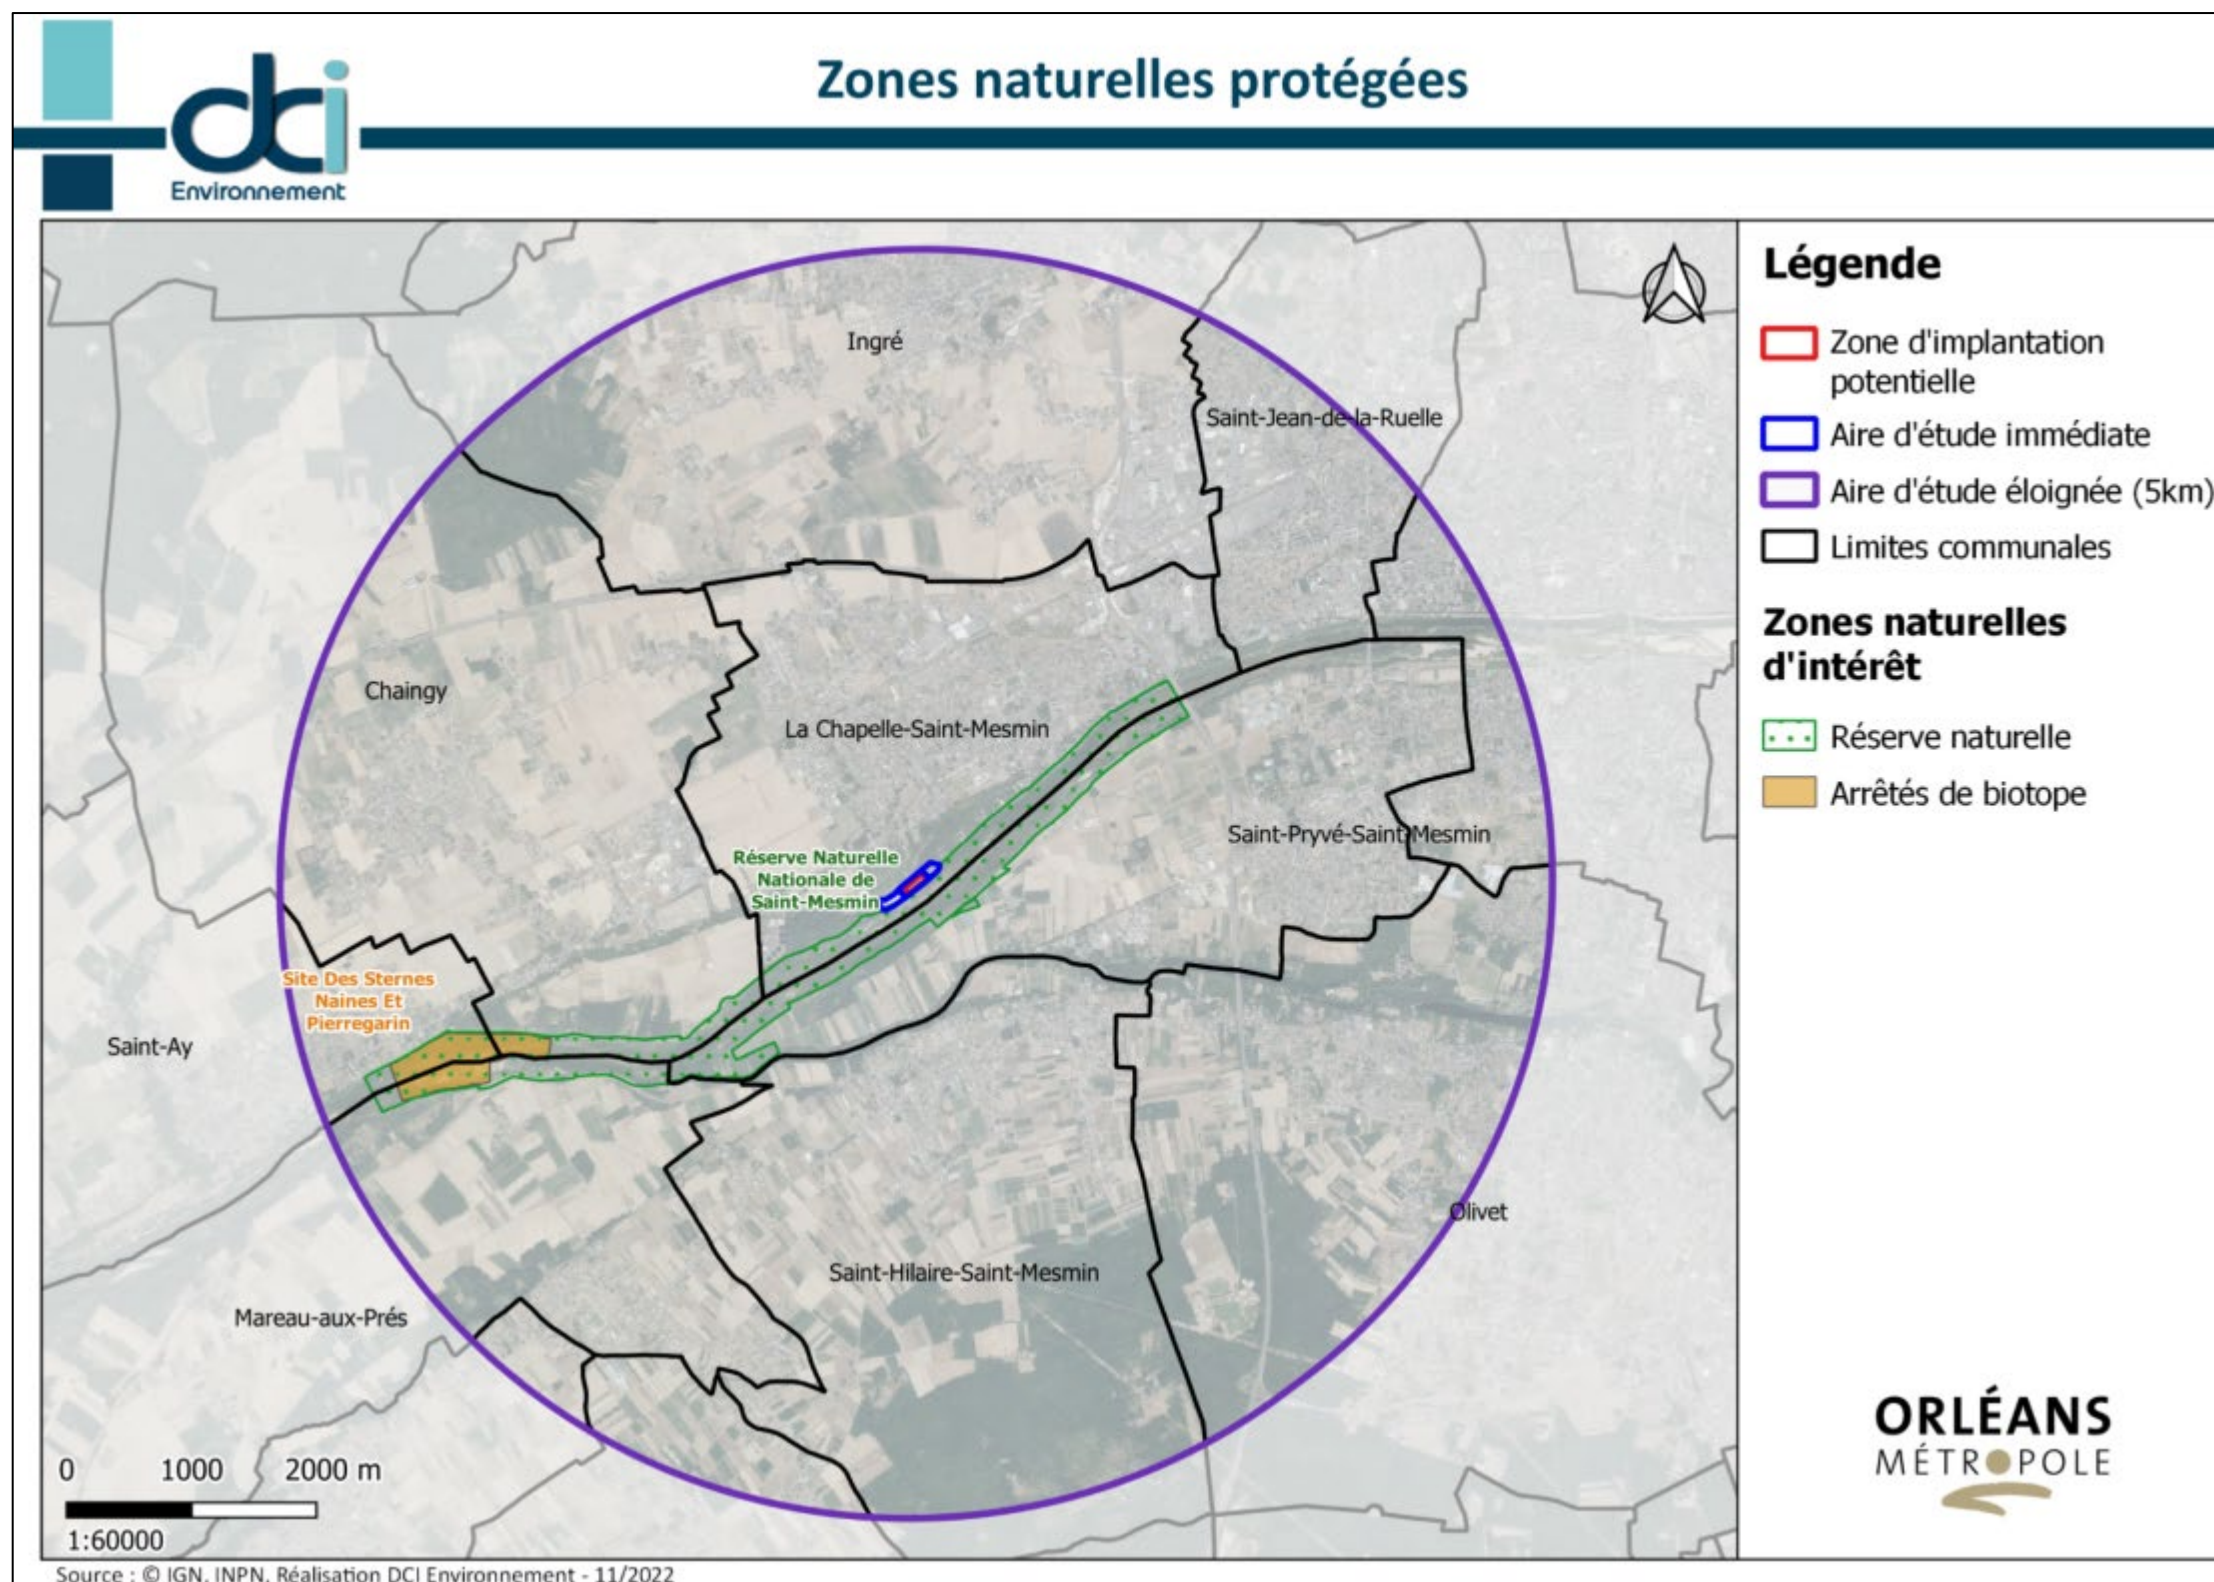 Zones naturelles protégées
dci
Environnement
Ingré
Saint-Jean-de-la-Ruelle
Chaingy
La Chapelle-Saint-Mesmin
Saint-Pryvé-Saint-Mesmin
Réserve Naturelle
Nationale de
Saint-Mesmin
Site Des Sternes
Naines Et
Pierregarin
Saint-Ay
Olivet
Saint-Hilaire-Saint-Mesmin
Mareau-aux-Prés
0 1000 2000 m
1:60000
Légende
Zone d'implantation
potentielle
Aire d'étude immédiate
Aire d'étude éloignée (5km)
Limites communales
Zones naturelles
d'intérêt
Réserve naturelle
Arrêtés de biotope
ORLÉANS
MÉTROPOLE
Source : © IGN, INPN, Réalisation DCI Environnement - 11/2022